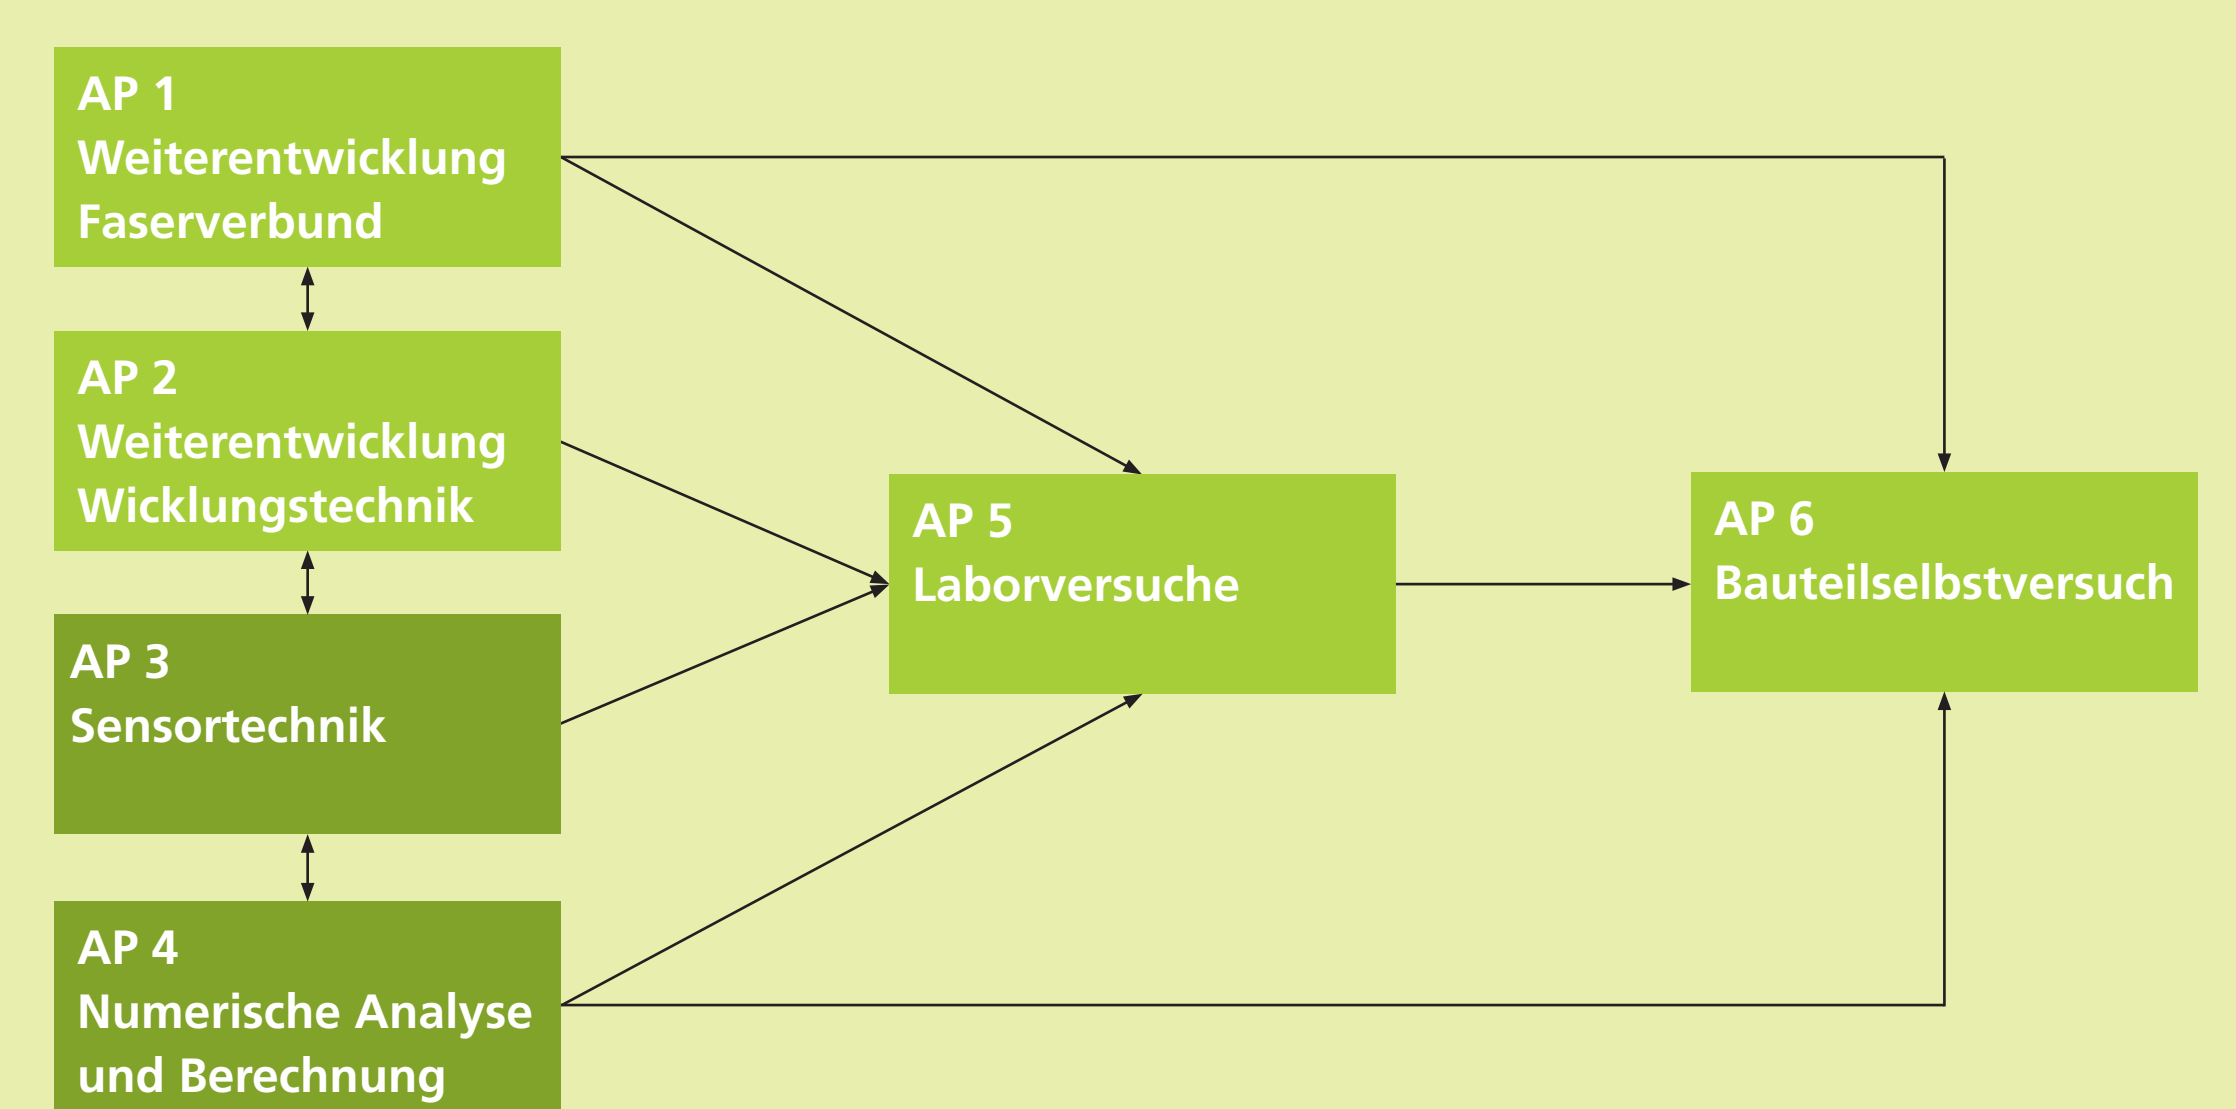 AP 1
Weiterentwicklung
Faserverbund
AP 2
Weiterentwicklung
Wicklungstechnik
AP 3
Sensortechnik
AP 4
Numerische Analyse
und Berechnung
AP 5
Laborversuche
AP 6
Bauteilselbstversuch